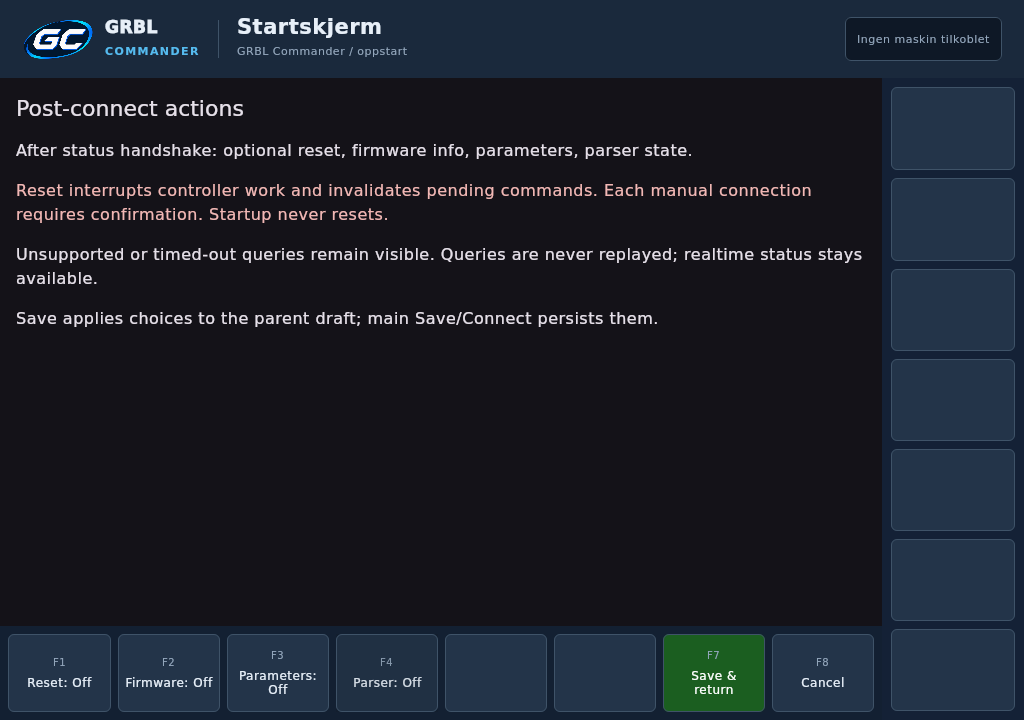 GC
GRBL
COMMANDER
Startskjerm
GRBL Commander / oppstart
Ingen maskin tilkoblet
Post-connect actions
After status handshake: optional reset, firmware info, parameters, parser state.
Reset interrupts controller work and invalidates pending commands. Each manual connection
requires confirmation. Startup never resets.
Unsupported or timed-out queries remain visible. Queries are never replayed; realtime status stays
available.
Save applies choices to the parent draft; main Save/Connect persists them.
F1
Reset: Off
F2
Firmware: Off
F3
Parameters:
Off
F4
Parser: Off
F7
Save &
return
F8
Cancel